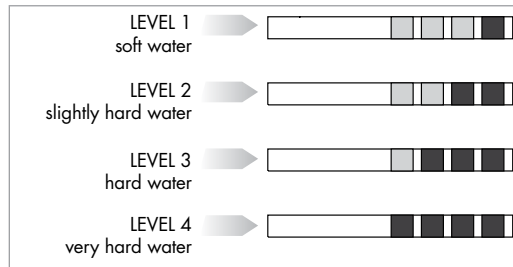 LEVEL 1
soft water
LEVEL 2
slightly hard water
LEVEL 3
hard water
LEVEL 4
very hard water